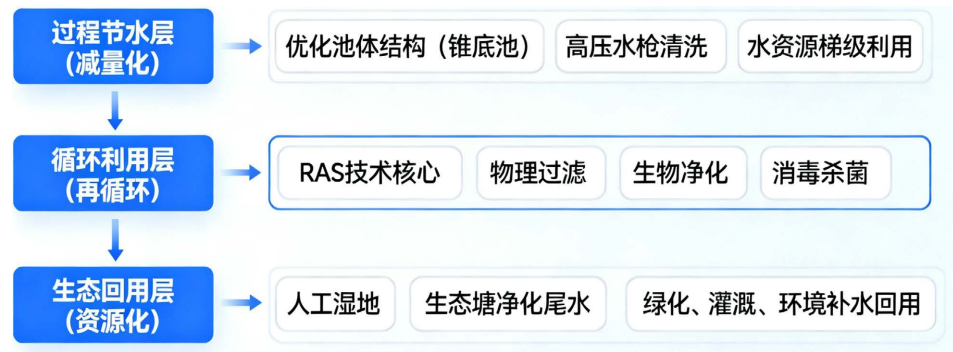 过程节水层
(减量化)
优化池体结构（锥底池）
高压水枪清洗
水资源梯级利用
循环利用层
(再循环)
RAS技术核心
物理过滤
生物净化
消毒杀菌
生态回用层
(资源化)
人工湿地
生态塘净化尾水
绿化、灌溉、环境补水回用